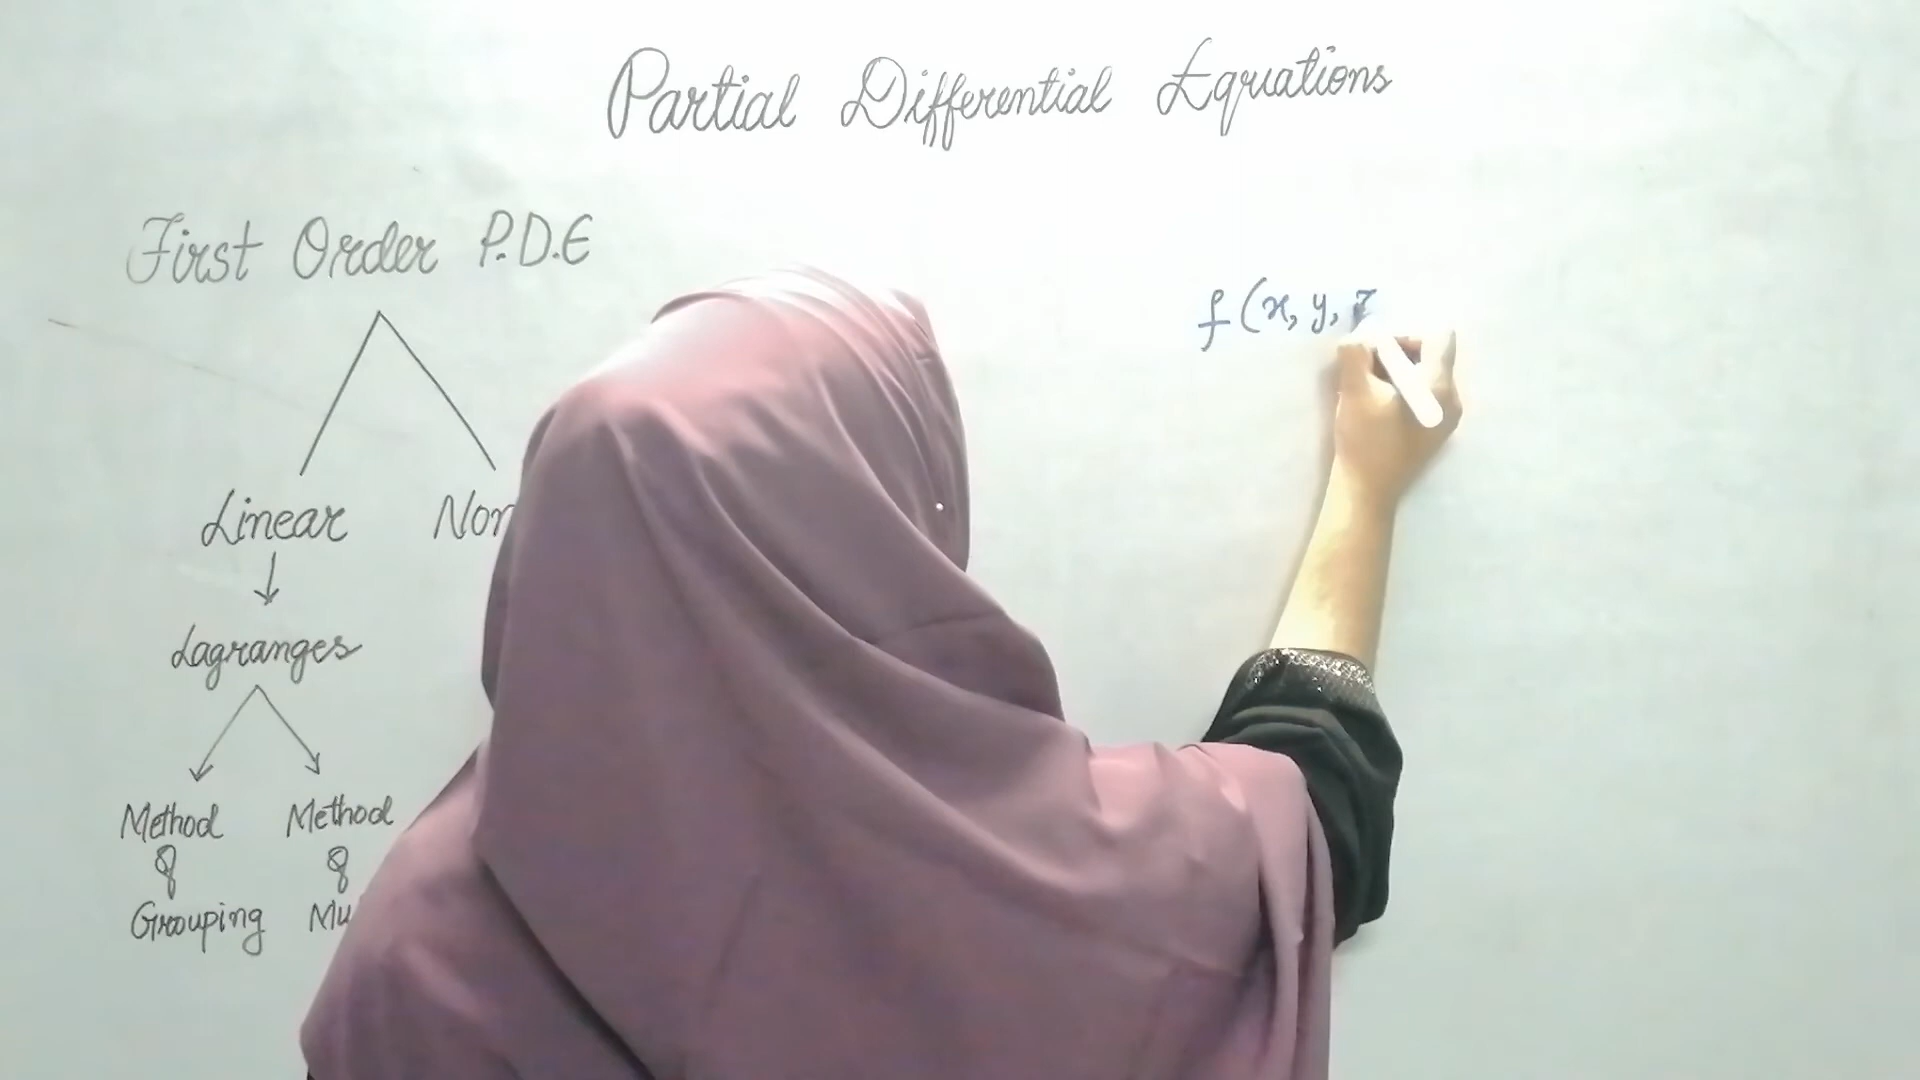 Partial Differential Equations
First Order P.D.E
f (x, y, z
Linear
Lagranges
Method Method
of of
Grouping